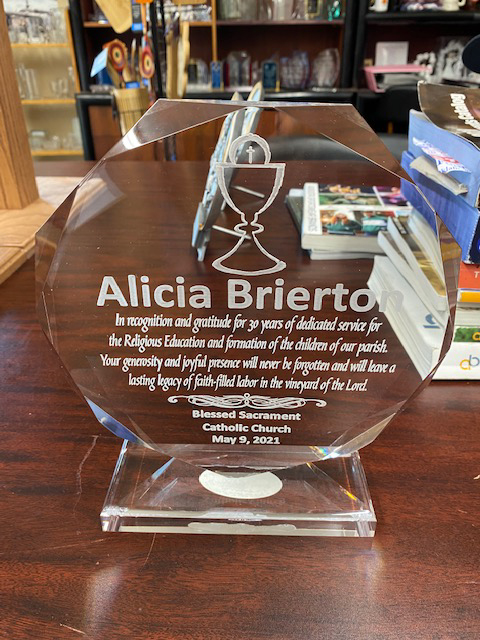 Alicia Brierton
In recognition and gratitude for 30 years of dedicated service for
the Religious Education and formation of the children of our parish.
Your generosity and joyful presence will never be forgotten and will leave a
lasting legacy of faith-filled labor in the vineyard of the Lord.
Blessed Sacrament
Catholic Church
May 9, 2021